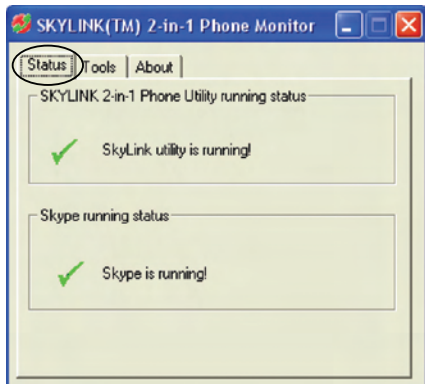 SKYLINK(TM) 2-in-1 Phone Monitor
Status Tools About
SKYLINK 2-in-1 Phone Utility running status
SkyLink utility is running!
Skype running status
Skype is running!